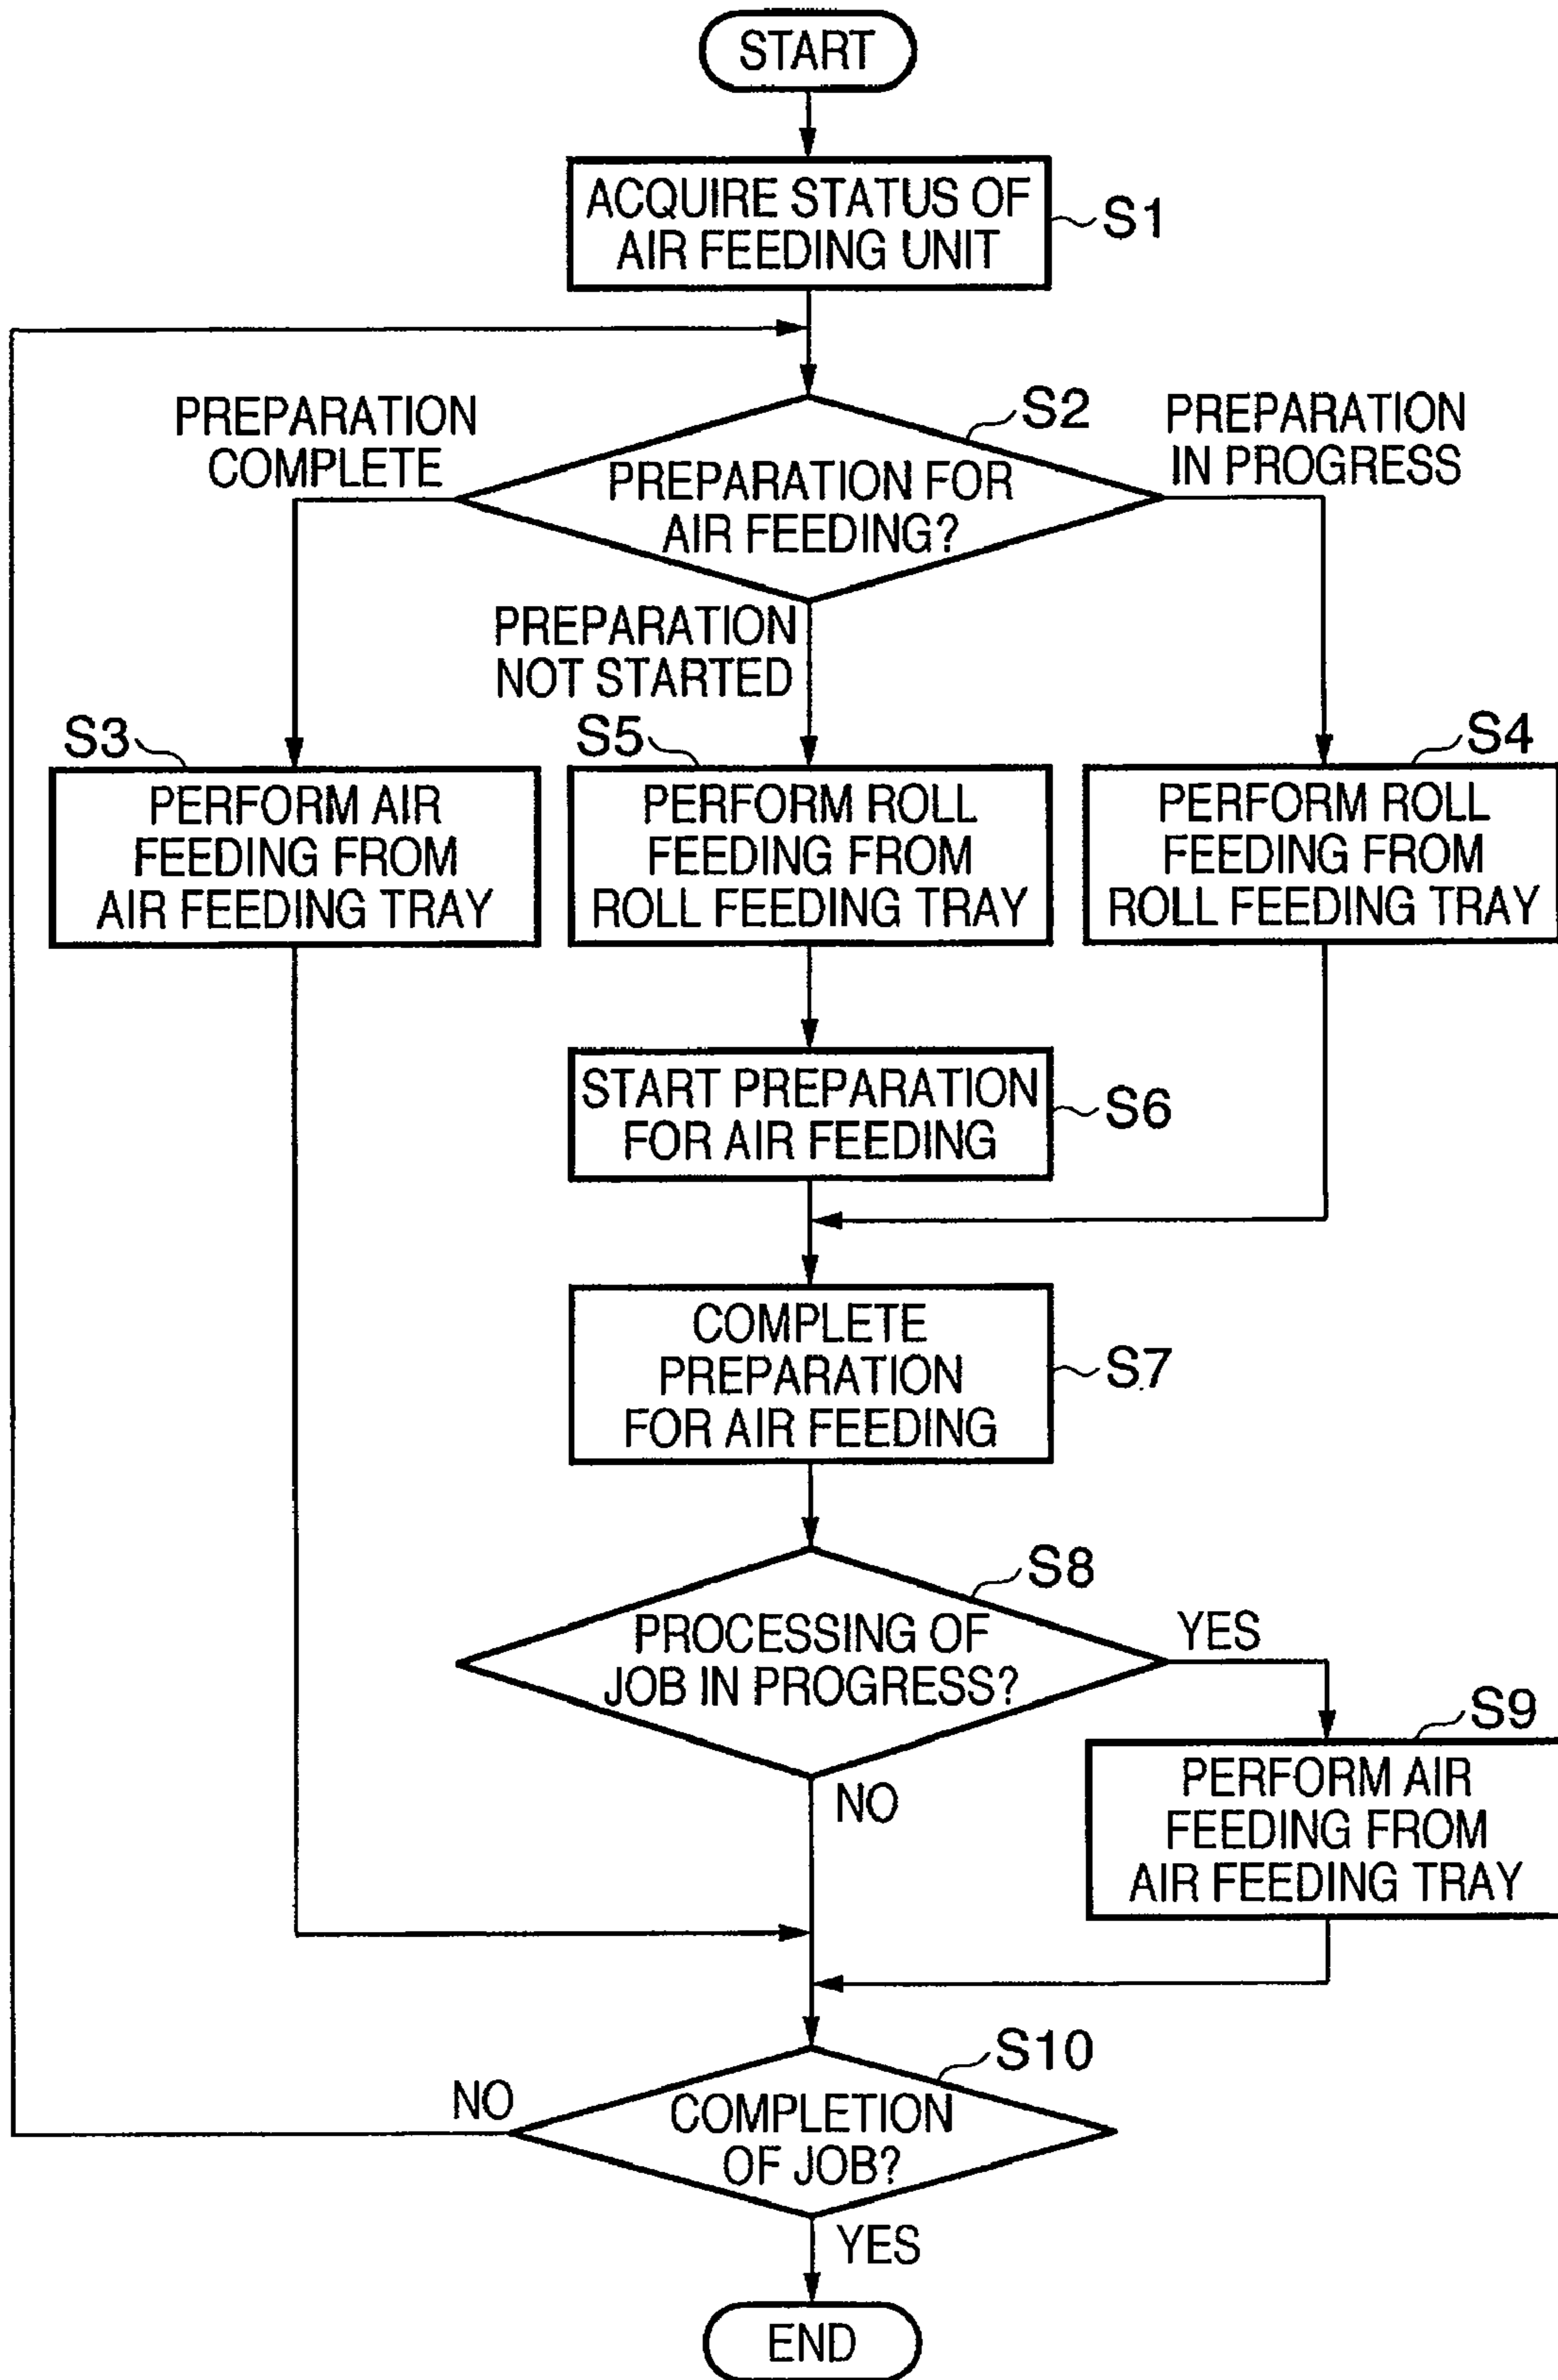 START
ACQUIRE STATUS OF
AIR FEEDING UNIT
S1
S2
PREPARATION
COMPLETE
PREPARATION FOR
AIR FEEDING?
PREPARATION
IN PROGRESS
PREPARATION
NOT STARTED
S3
PERFORM AIR
FEEDING FROM
AIR FEEDING TRAY
S5
PERFORM ROLL
FEEDING FROM
ROLL FEEDING TRAY
S4
PERFORM ROLL
FEEDING FROM
ROLL FEEDING TRAY
START PREPARATION
FOR AIR FEEDING
S6
COMPLETE
PREPARATION
FOR AIR FEEDING
S7
S8
PROCESSING OF
JOB IN PROGRESS?
YES
NO
S9
PERFORM AIR
FEEDING FROM
AIR FEEDING TRAY
S10
NO
COMPLETION
OF JOB?
YES
END